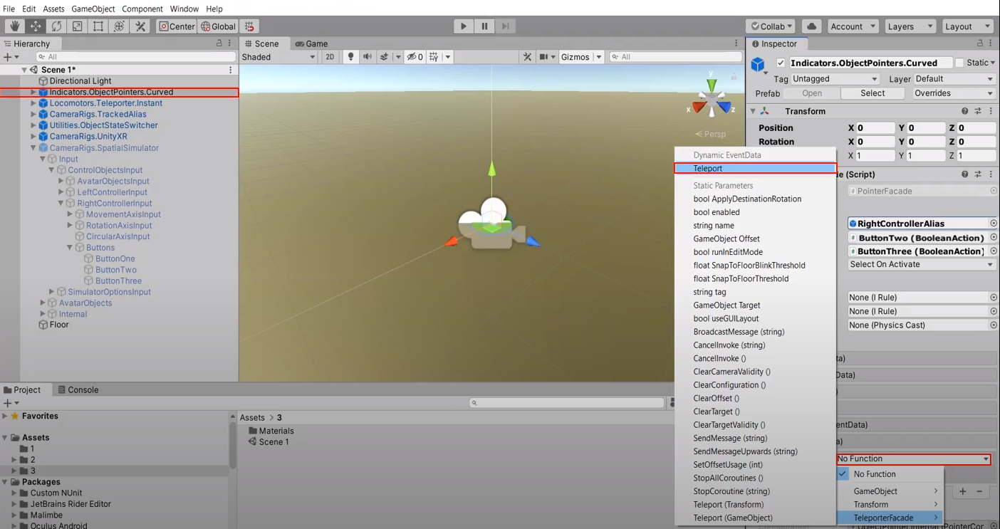 File Edit Assets GameObject Component Window Help
Center Global Collab Account Layers Layout
Hierarchy
All
Scene 1*
Directional Light
Indicators.ObjectPointers.Curved
Locomotors.Teleporter.Instant
CameraRigs.TrackedAlias
Utilities.ObjectStateSwitcher
CameraRigs.UnityXR
CameraRigs.SpatialSimulator
Input
ControlObjectsInput
AvatarObjectsInput
LeftControllerInput
RightControllerInput
MovementAxisInput
RotationAxisInput
CircularAxisInput
Buttons
ButtonOne
ButtonTwo
ButtonThree
SimulatorOptionsInput
AvatarObjects
Internal
Floor
Scene Game
Shaded 2D 0 Gizmos All
y
x z
Persp
Project Console
Favorites
Assets
1
2
3
Packages
Custom NUnit
JetBrains Rider Editor
Malimbe
Oculus Android
Assets > 3
Materials
Scene 1
Dynamic EventData
Teleport
Static Parameters
bool ApplyDestinationRotation
bool enabled
string name
GameObject Offset
bool runInEditMode
float SnapToFloorBlinkThreshold
float SnapToFloorThreshold
string tag
GameObject Target
bool useGUILayout
BroadcastMessage (string)
CancelInvoke (string)
CancelInvoke ()
ClearCameraValidity ()
ClearConfiguration ()
ClearOffset ()
ClearTarget ()
ClearTargetValidity ()
SendMessage (string)
SendMessageUpwards (string)
SetOffsetUsage (int)
StopAllCoroutines ()
StopCoroutine (string)
Teleport (Transform)
Teleport (GameObject)
Inspector
Indicators.ObjectPointers.Curved Static
Tag Untagged Layer Default
Prefab Open Select Overrides
Transform
Position X 0 Y 0 Z 0
Rotation X 0 Y 0 Z 0
X 1 Y 1 Z 1
de (Script)
PointerFacade
RightControllerAlias
ButtonTwo (BooleanAction)
ButtonThree (BooleanAction)
Select On Activate
None (I Rule)
None (I Rule)
None (Physics Cast)
ta)
Data)
)
entData)
a)
No Function
No Function
GameObject
Transform
TeleporterFacade